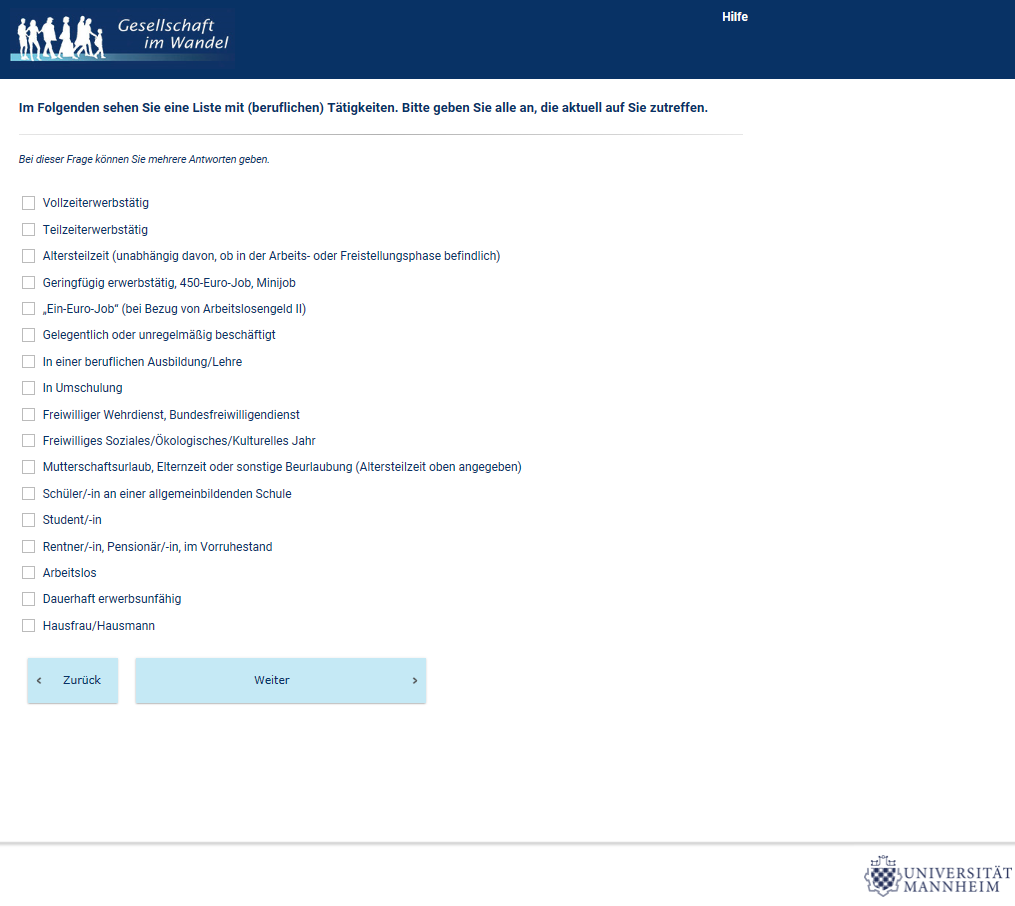 Gesellschaft
im Wandel
Hilfe
Im Folgenden sehen Sie eine Liste mit (beruflichen) Tätigkeiten. Bitte geben Sie alle an, die aktuell auf Sie zutreffen.
Bei dieser Frage können Sie mehrere Antworten geben.
Vollzeiterwerbstätig
Teilzeiterwerbstätig
Altersteilzeit (unabhängig davon, ob in der Arbeits- oder Freistellungsphase befindlich)
Geringfügig erwerbstätig, 450-Euro-Job, Minijob
„Ein-Euro-Job“ (bei Bezug von Arbeitslosengeld II)
Gelegentlich oder unregelmäßig beschäftigt
In einer beruflichen Ausbildung/Lehre
In Umschulung
Freiwilliger Wehrdienst, Bundesfreiwilligendienst
Freiwilliges Soziales/Ökologisches/Kulturelles Jahr
Mutterschaftsurlaub, Elternzeit oder sonstige Beurlaubung (Altersteilzeit oben angegeben)
Schüler/-in an einer allgemeinbildenden Schule
Student/-in
Rentner/-in, Pensionär/-in, im Vorruhestand
Arbeitslos
Dauerhaft erwerbsunfähig
Hausfrau/Hausmann
‹ Zurück
Weiter ›
UNIVERSITÄT
MANNHEIM